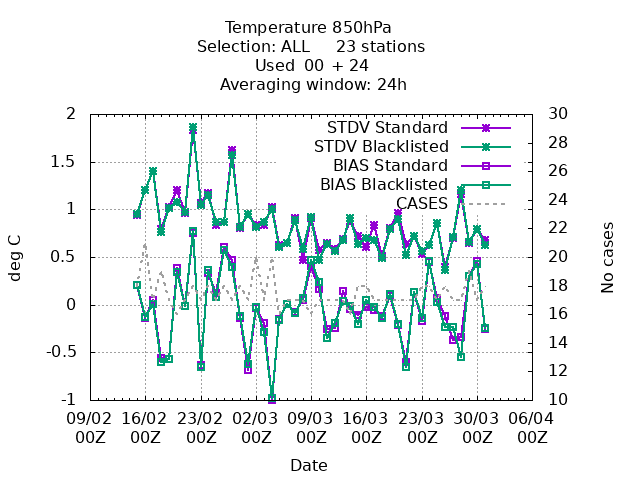 Temperature 850hPa
Selection: ALL 23 stations
Used 00 + 24
Averaging window: 24h
2
1.5
1
0.5
0
-0.5
-1
30
28
26
24
22
20
18
16
14
12
10
deg C
No cases
STDV Standard
STDV Blacklisted
BIAS Standard
BIAS Blacklisted
CASES
09/02 16/02 23/02 02/03 09/03 16/03 23/03 30/03 06/04
00Z 00Z 00Z 00Z 00Z 00Z 00Z 00Z 00Z
Date